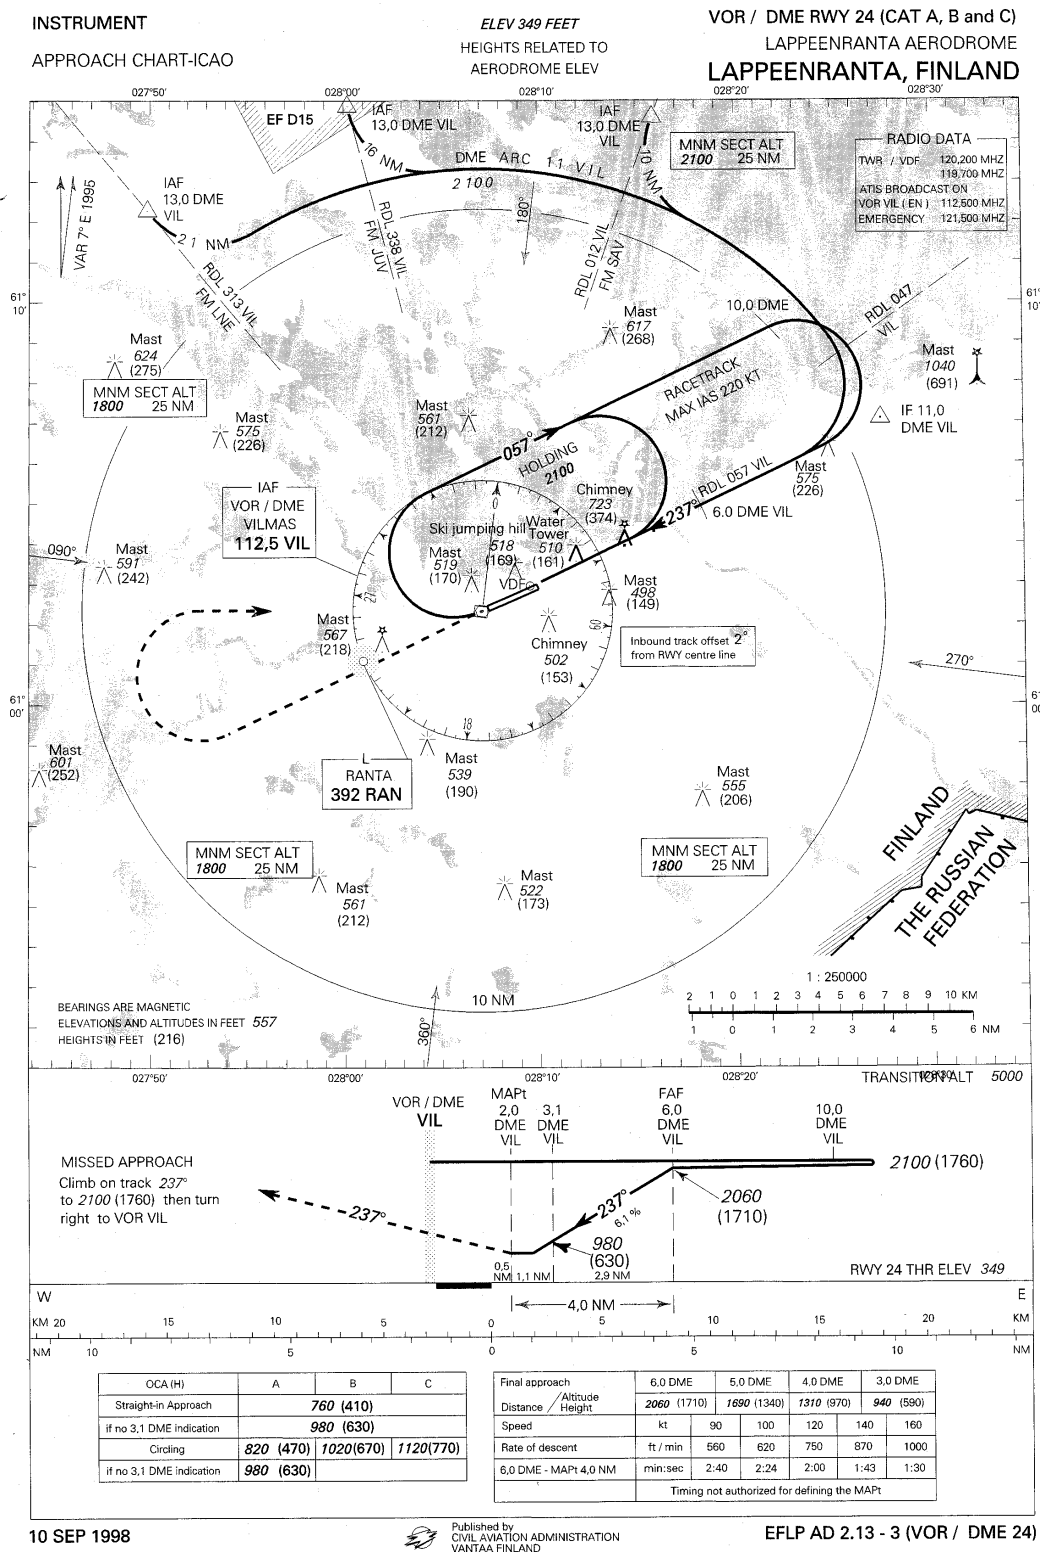 INSTRUMENT
APPROACH CHART-ICAO
ELEV 349 FEET
HEIGHTS RELATED TO
AERODROME ELEV
VOR / DME RWY 24 (CAT A, B and C)
LAPPEENRANTA AERODROME
LAPPEENRANTA, FINLAND
027°50' 028°00' 028°10' 028°20' 028°30'
EF D15
IAF
13,0 DME VIL
IAF
13,0 DME
VIL
MNM SECT ALT
2100 25 NM
RADIO DATA
TWR / VDF 120,200 MHZ
119,700 MHZ
ATIS BROADCAST ON
VOR VIL (EN) 112,500 MHZ
EMERGENCY 121,500 MHZ
16 NM
DME ARC 11 VIL
2100
10 NM
VAR 7° E 1995
IAF
13,0 DME
VIL
21 NM
180°
RDL 338 VIL
FM JUV
RDL 012 VIL
FM SAV
RDL 313 VIL
FM LNE
61°
10'
61°
10'
10,0 DME
RDL 047
VIL
Mast
617
(268)
Mast
624
(275)
Mast
1040
(691)
MNM SECT ALT
1800 25 NM
RACETRACK
MAX IAS 220 KT
Mast
575
(226)
Mast
561
(212)
IF 11,0
DME VIL
057°
HOLDING
2100
RDL 057 VIL
Mast
575
(226)
IAF
VOR / DME
VILMAS
112,5 VIL
Chimney
723
(374)
237°
6.0 DME VIL
0
Ski jumping hill
518
(169)
Water
Tower
510
(161)
Mast
519
(170)
VDF
090°
Mast
591
(242)
27
Mast
498
(149)
60
Mast
567
(218)
Chimney
502
(153)
Inbound track offset 2°
from RWY centre line
270°
61°
00'
61°
00'
18
Mast
601
(252)
L
RANTA
392 RAN
Mast
539
(190)
Mast
555
(206)
FINLAND
THE RUSSIAN
FEDERATION
MNM SECT ALT
1800 25 NM
MNM SECT ALT
1800 25 NM
Mast
561
(212)
Mast
522
(173)
1 : 250000
2 1 0 1 2 3 4 5 6 7 8 9 10 KM
1 0 1 2 3 4 5 6 NM
10 NM
360°
BEARINGS ARE MAGNETIC
ELEVATIONS AND ALTITUDES IN FEET 557
HEIGHTS IN FEET (216)
027°50' 028°00' 028°10' 028°20' 028°30'
TRANSITION ALT 5000
VOR / DME
VIL
MAPt
2,0
DME
VIL
3,1
DME
VIL
FAF
6,0
DME
VIL
10,0
DME
VIL
MISSED APPROACH
Climb on track 237°
to 2100 (1760) then turn
right to VOR VIL
2100 (1760)
2060
(1710)
237°
237°
6,1 %
980
(630)
0,5
NM 1,1 NM 2,9 NM
RWY 24 THR ELEV 349
4,0 NM
W E
KM 20 15 10 5 0 5 10 15 20 KM
NM 10 5 0 5 10 NM
OCA (H) A B C
Straight-in Approach 760 (410)
if no 3,1 DME indication 980 (630)
Circling 820 (470) 1020(670) 1120(770)
if no 3,1 DME indication 980 (630)
Final approach 6,0 DME 5,0 DME 4,0 DME 3,0 DME
Distance / Altitude Height 2060 (1710) 1690 (1340) 1310 (970) 940 (590)
Speed kt 90 100 120 140 160
Rate of descent ft / min 560 620 750 870 1000
6,0 DME - MAPt 4,0 NM min:sec 2:40 2:24 2:00 1:43 1:30
Timing not authorized for defining the MAPt
10 SEP 1998
Published by
CIVIL AVIATION ADMINISTRATION
VANTAA FINLAND
EFLP AD 2.13 - 3 (VOR / DME 24)